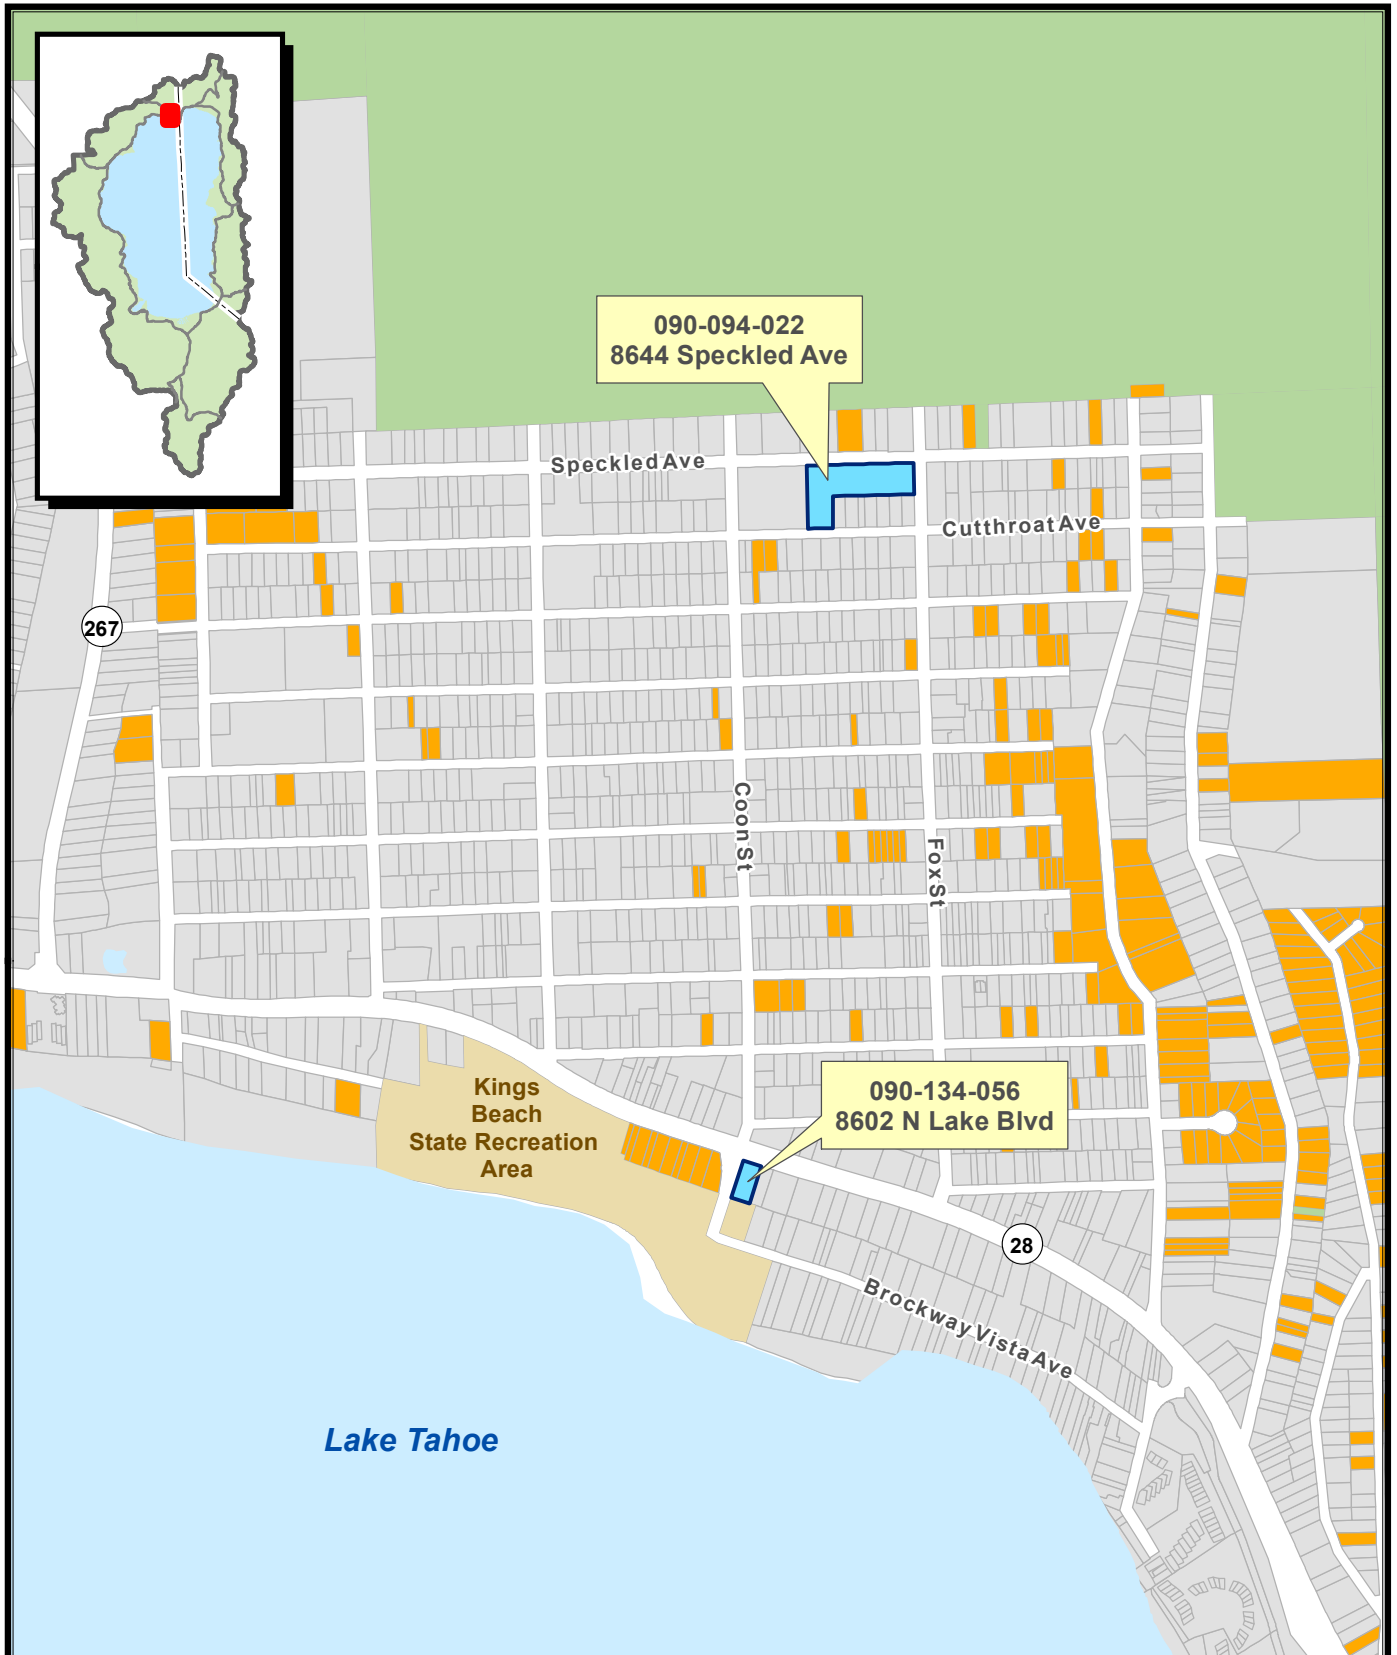 090-094-022
8644 Speckled Ave
Speckled Ave
Cutthroat Ave
267
Coon St
Fox St
Kings
Beach
State Recreation
Area
090-134-056
8602 N Lake Blvd
28
Brockway Vista Ave
Lake Tahoe